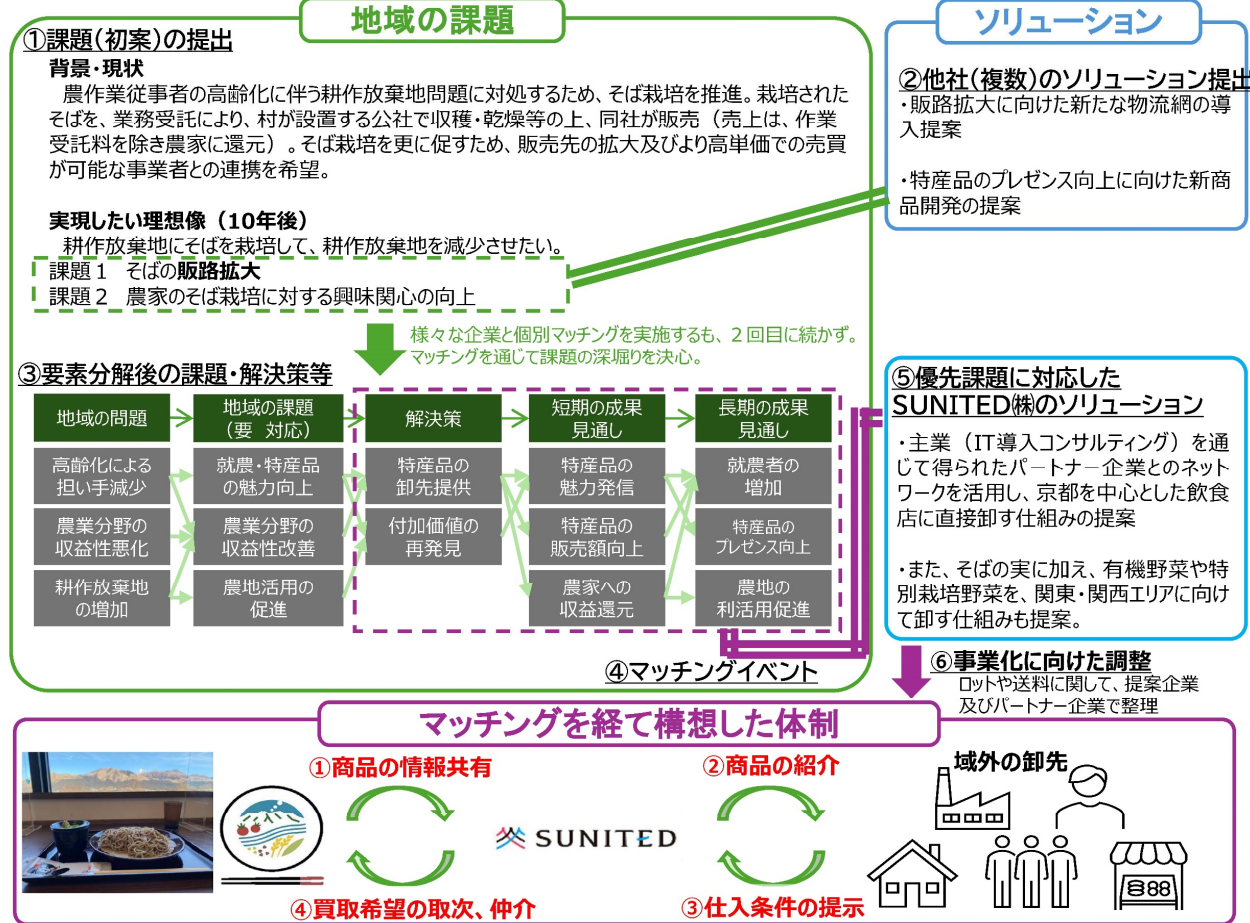 地域の課題
①課題(初案)の提出
背景・現状
農作業従事者の高齢化に伴う耕作放棄地問題に対処するため、そば栽培を推進。栽培された
そばを、業務受託により、村が設置する公社で収穫・乾燥等の上、同社が販売（売上は、作業
受託料を除き農家に還元）。そば栽培を更に促すため、販売先の拡大及びより高単価での売買
が可能な事業者との連携を希望。
実現したい理想像（10年後）
耕作放棄地にそばを栽培して、耕作放棄地を減少させたい。
課題１ そばの販路拡大
課題２ 農家のそば栽培に対する興味関心の向上
様々な企業と個別マッチングを実施するも、２回目に続かず。
マッチングを通じて課題の深堀りを決心。
ソリューション
②他社(複数)のソリューション提出
・販路拡大に向けた新たな物流網の導
入提案
・特産品のプレゼンス向上に向けた新商
品開発の提案
③要素分解後の課題・解決策等
地域の問題
地域の課題
（要 対応）
解決策
短期の成果
見通し
長期の成果
見通し
高齢化による
担い手減少
就農・特産品
の魅力向上
特産品の
卸先提供
特産品の
魅力発信
就農者の
増加
農業分野の
収益性悪化
農業分野の
収益性改善
付加価値の
再発見
特産品の
販売額向上
特産品の
プレゼンス向上
耕作放棄地
の増加
農地活用の
促進
農家への
収益還元
農地の
利活用促進
④マッチングイベント
⑤優先課題に対応した
SUNITED㈱のソリューション
・主業（IT導入コンサルティング）を通
じて得られたパートナー企業とのネット
ワークを活用し、京都を中心とした飲食
店に直接卸す仕組みの提案
・また、そばの実に加え、有機野菜や特
別栽培野菜を、関東・関西エリアに向け
て卸す仕組みも提案。
⑥事業化に向けた調整
ロットや送料に関して、提案企業
及びパートナー企業で整理
マッチングを経て構想した体制
①商品の情報共有
②商品の紹介
域外の卸先
SUNITED
④買取希望の取次、仲介
③仕入条件の提示
888